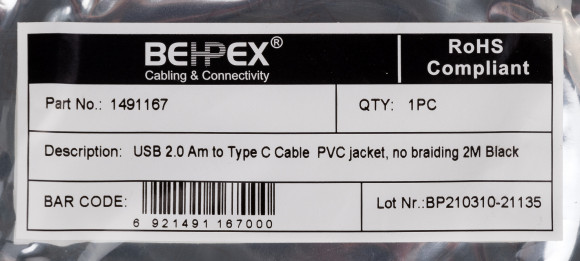 BEHPEX®
Cabling & Connectivity
RoHS
Compliant
Part No.: 1491167
QTY: 1PC
Description: USB 2.0 Am to Type C Cable PVC jacket, no braiding 2M Black
BAR CODE:
6 921491 167000
Lot Nr.:BP210310-21135